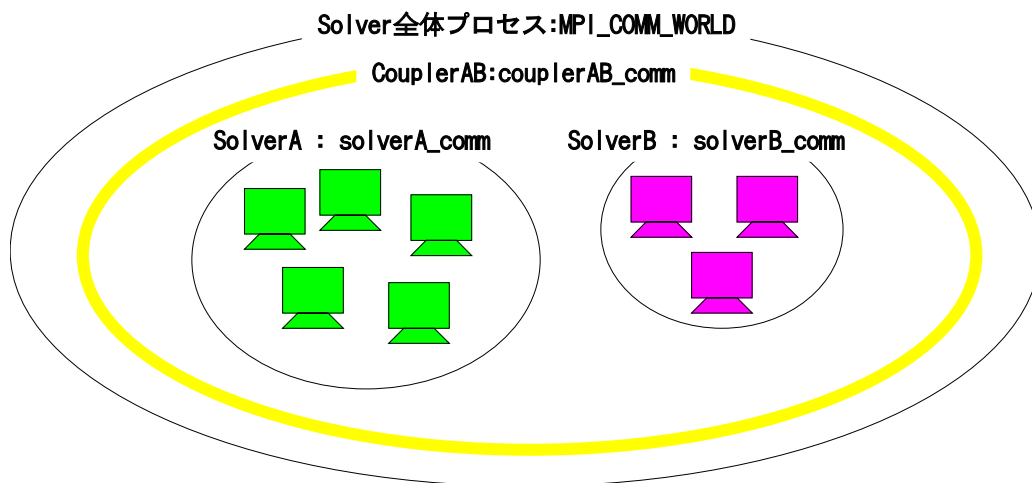 Solver全体プロセス:MPI_COMM_WORLD
CouplerAB:couplerAB_comm
SolverA : solverA_comm
SolverB : solverB_comm